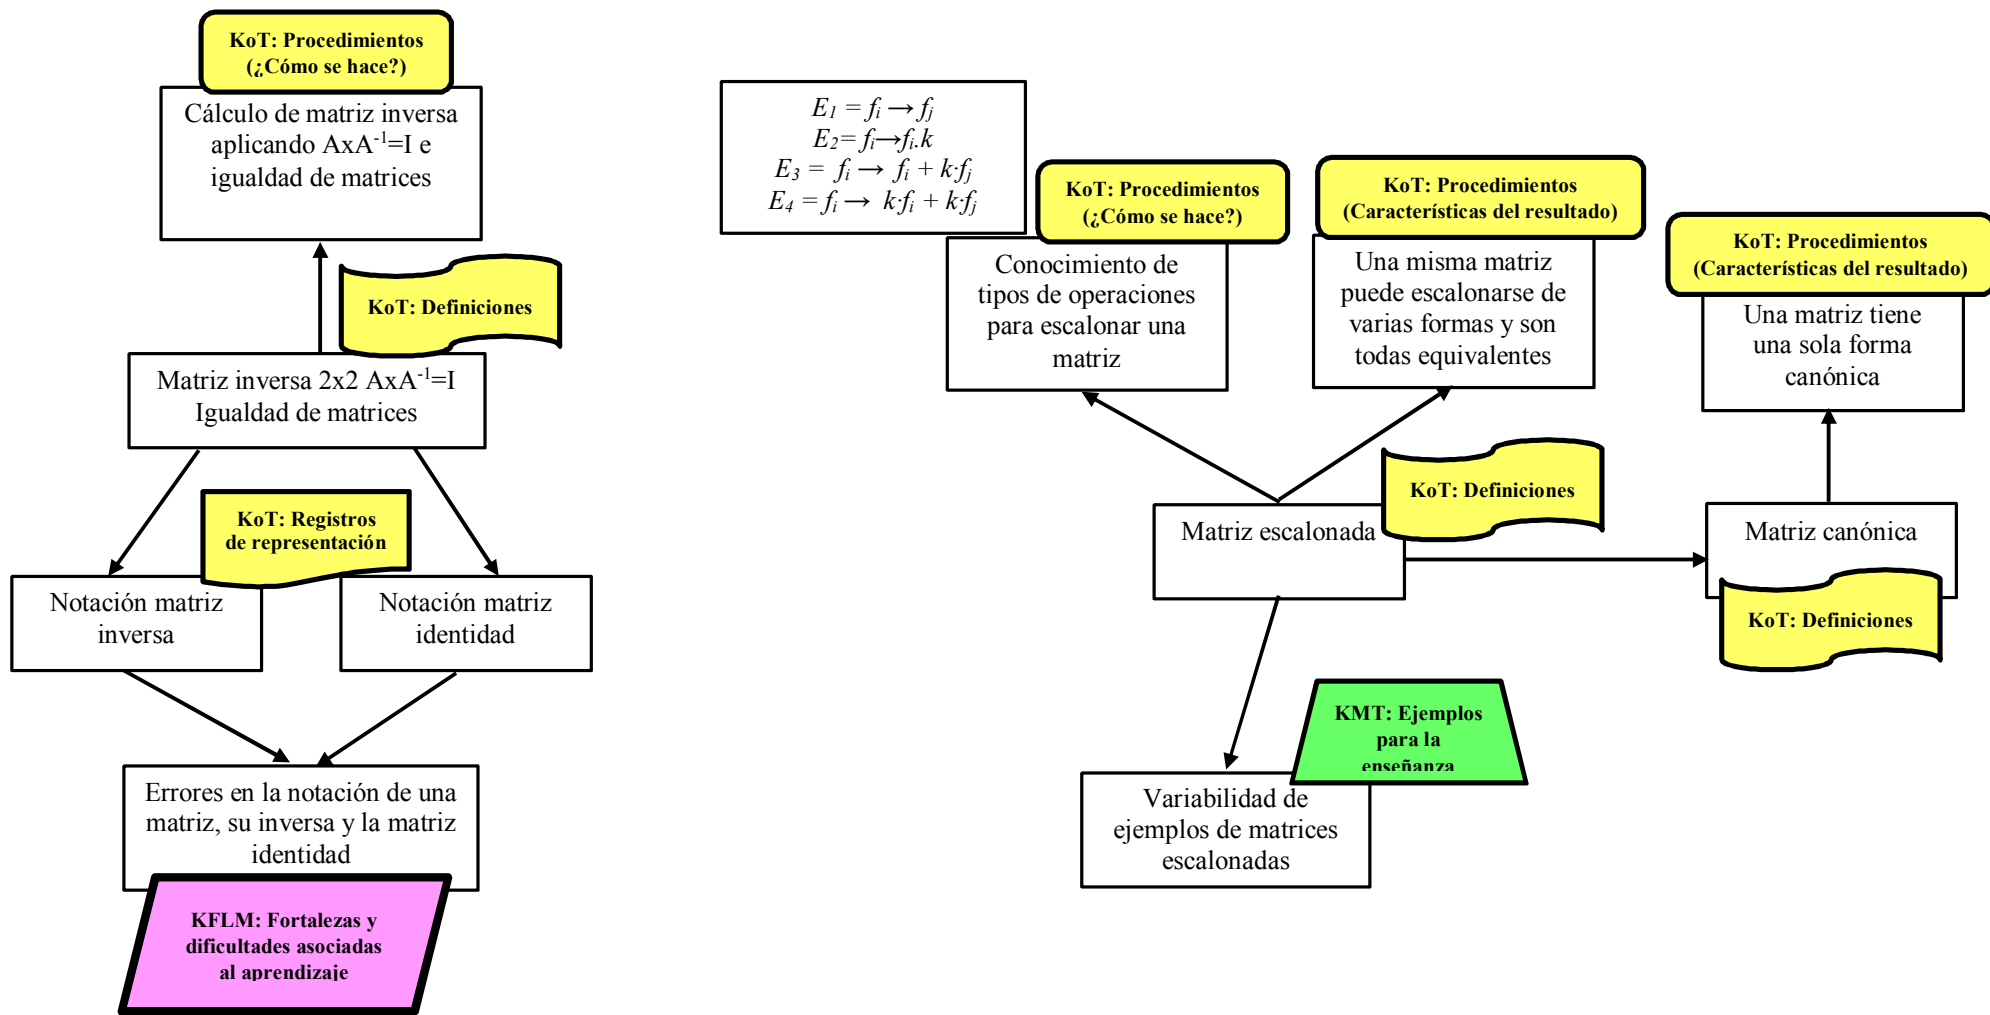 KoT: Procedimientos
(¿Cómo se hace?)
Cálculo de matriz inversa
aplicando AxA⁻¹=I e
igualdad de matrices
KoT: Definiciones
Matriz inversa 2x2 AxA⁻¹=I
Igualdad de matrices
KoT: Registros
de representación
Notación matriz
inversa
Notación matriz
identidad
Errores en la notación de una
matriz, su inversa y la matriz
identidad
KFLM: Fortalezas y
dificultades asociadas
al aprendizaje
E₁ = fᵢ → fⱼ
E₂= fᵢ→fᵢ.k
E₃ = fᵢ → fᵢ + k·fⱼ
E₄ = fᵢ → k·fᵢ + k·fⱼ
KoT: Procedimientos
(¿Cómo se hace?)
Conocimiento de
tipos de operaciones
para escalonar una
matriz
KoT: Procedimientos
(Características del resultado)
Una misma matriz
puede escalonarse de
varias formas y son
todas equivalentes
KoT: Procedimientos
(Características del resultado)
Una matriz tiene
una sola forma
canónica
KoT: Definiciones
Matriz escalonada
Matriz canónica
KoT: Definiciones
KMT: Ejemplos
para la
enseñanza
Variabilidad de
ejemplos de matrices
escalonadas